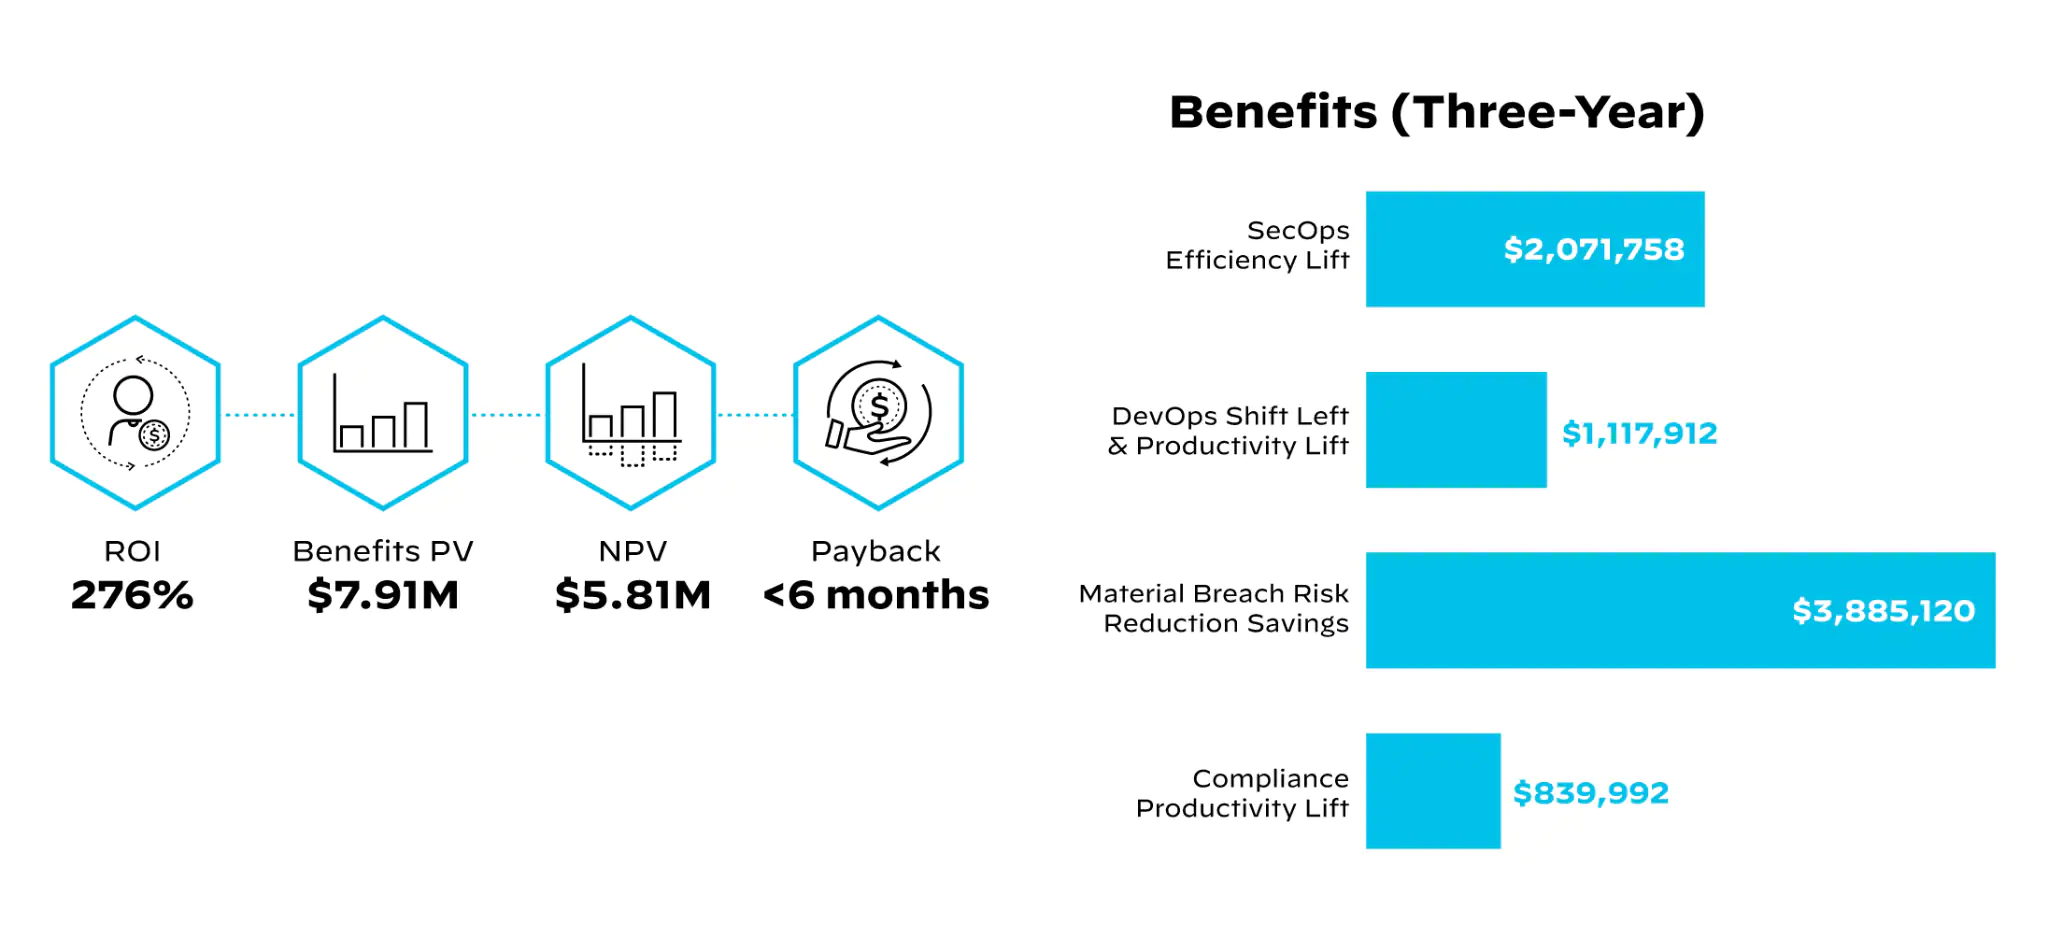 Benefits (Three-Year)
SecOps
Efficiency Lift
$2,071,758
DevOps Shift Left
& Productivity Lift
$1,117,912
Material Breach Risk
Reduction Savings
$3,885,120
Compliance
Productivity Lift
$839,992
$
$
ROI
276%
Benefits PV
$7.91M
NPV
$5.81M
Payback
<6 months